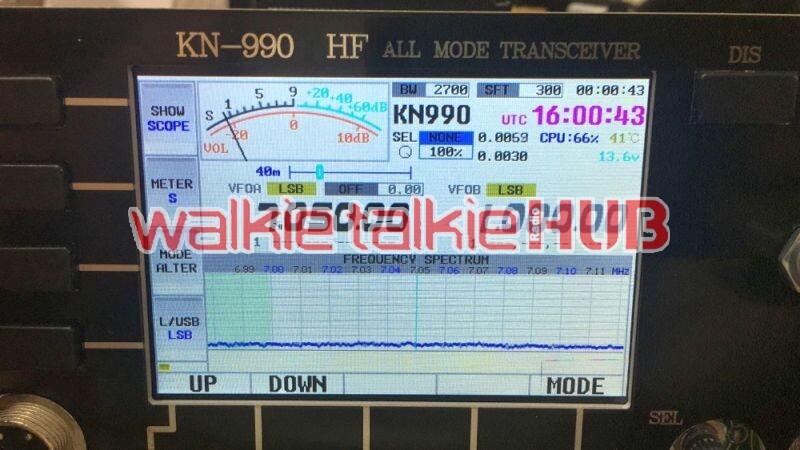 KN-990 HF ALL MODE TRANSCEIVER
DIS
SHOW
SCOPE
METER
S
MODE
ALTER
L/USB
LSB
S 1 5 9 +20 +40 +60dB
-20 0 10dB
VOL
BW 2700 SFT 300 00:00:43
KN990 UTC 16:00:43
SEL NONE 0.0059 CPU:66% 41℃
100% 0.0030 13.6v
40m
VFOA LSB OFF 0.00 VFOB LSB
walkie talkie HUB
Radio
FREQUENCY SPECTRUM
6.99 7.00 7.01 7.02 7.03 7.04 7.05 7.06 7.07 7.08 7.09 7.10 7.11 MHZ
UP DOWN MODE
SEL